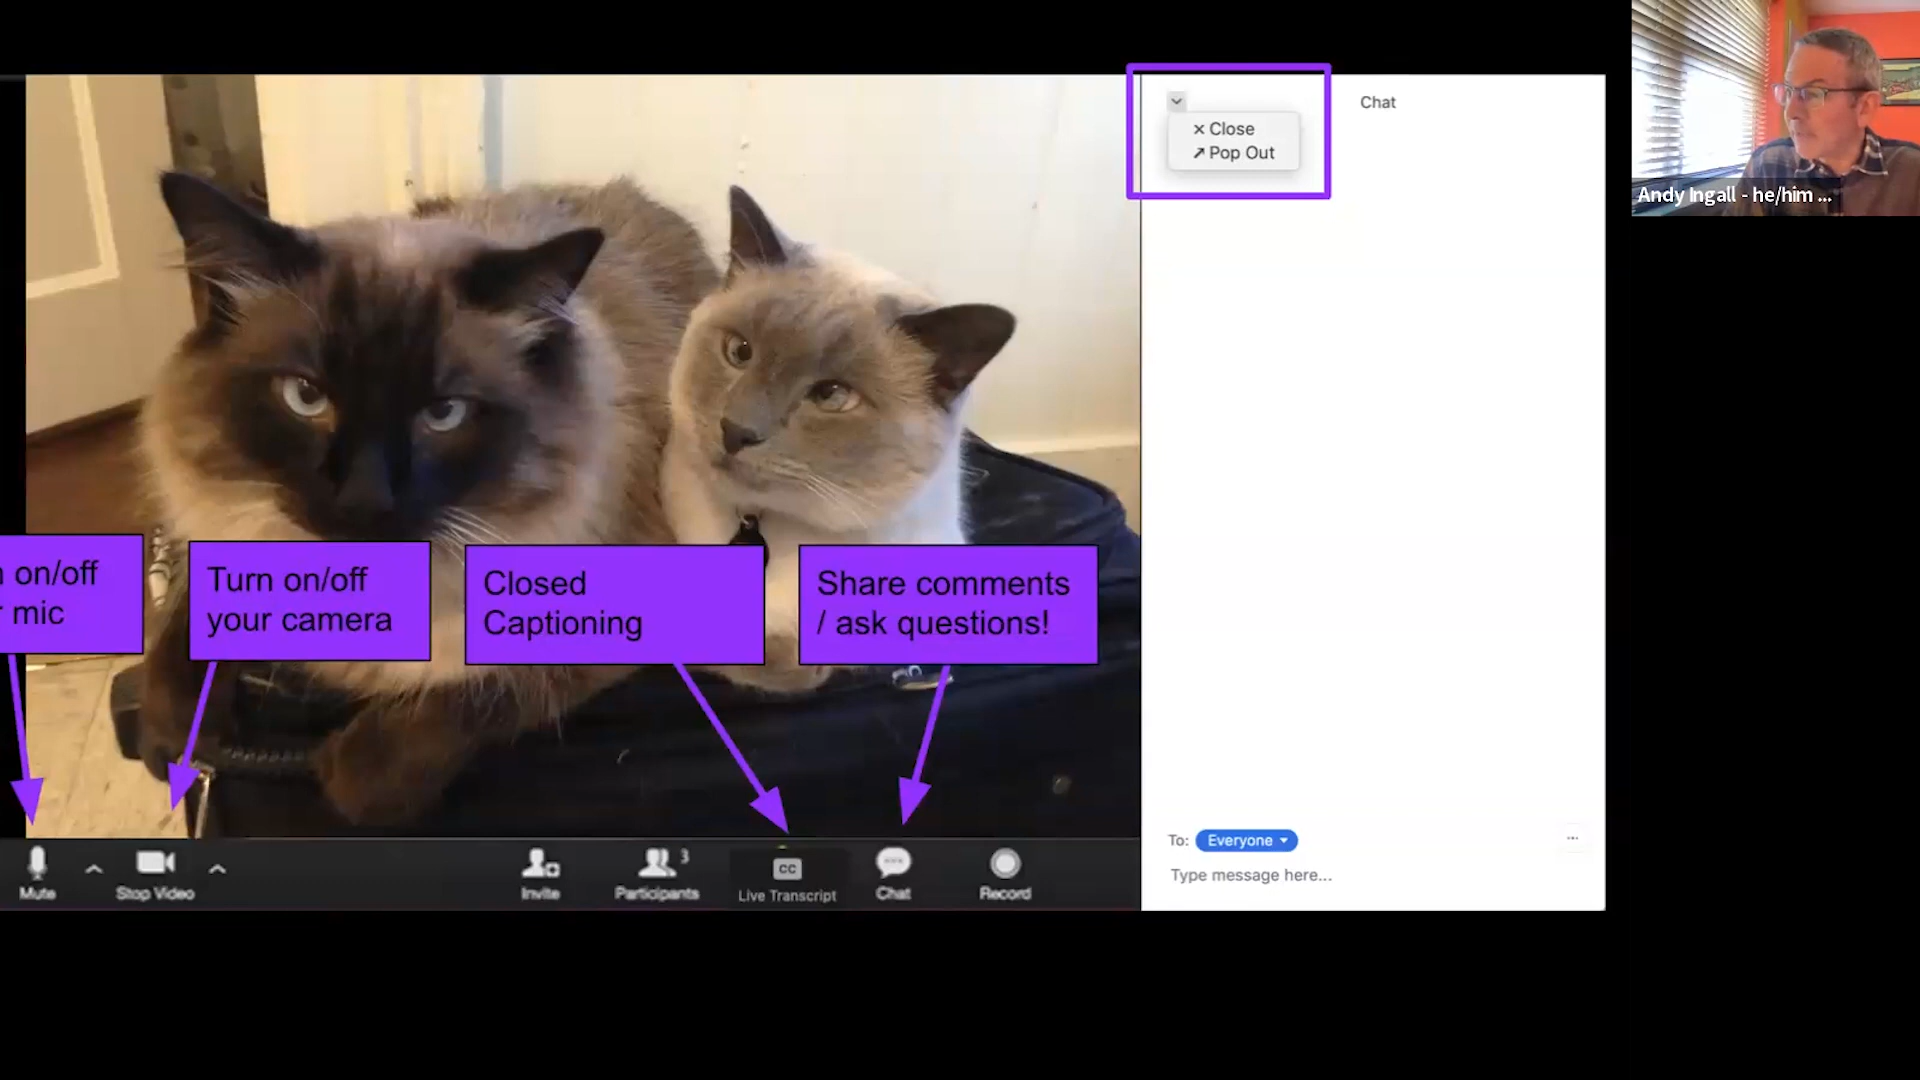 Chat
× Close
↗ Pop Out
Andy Ingall - he/him ...
on/off
mic
Turn on/off
your camera
Closed
Captioning
Share comments
/ ask questions!
To: Everyone
Type message here...
Mute
Stop Video
Invite
Participants
3
CC
Live Transcript
Chat
Record